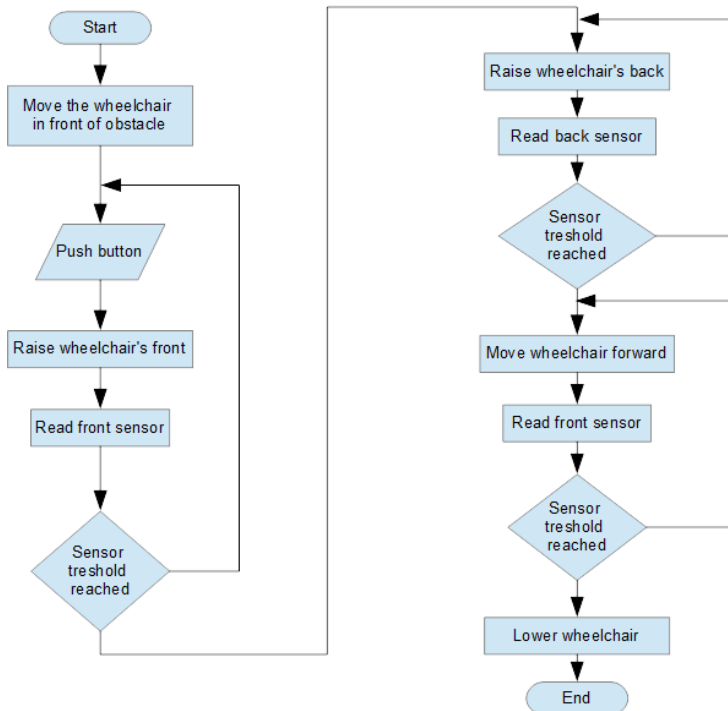 Start
Move the wheelchair
in front of obstacle
Push button
Raise wheelchair's front
Read front sensor
Sensor
treshold
reached
Raise wheelchair's back
Read back sensor
Sensor
treshold
reached
Move wheelchair forward
Read front sensor
Sensor
treshold
reached
Lower wheelchair
End